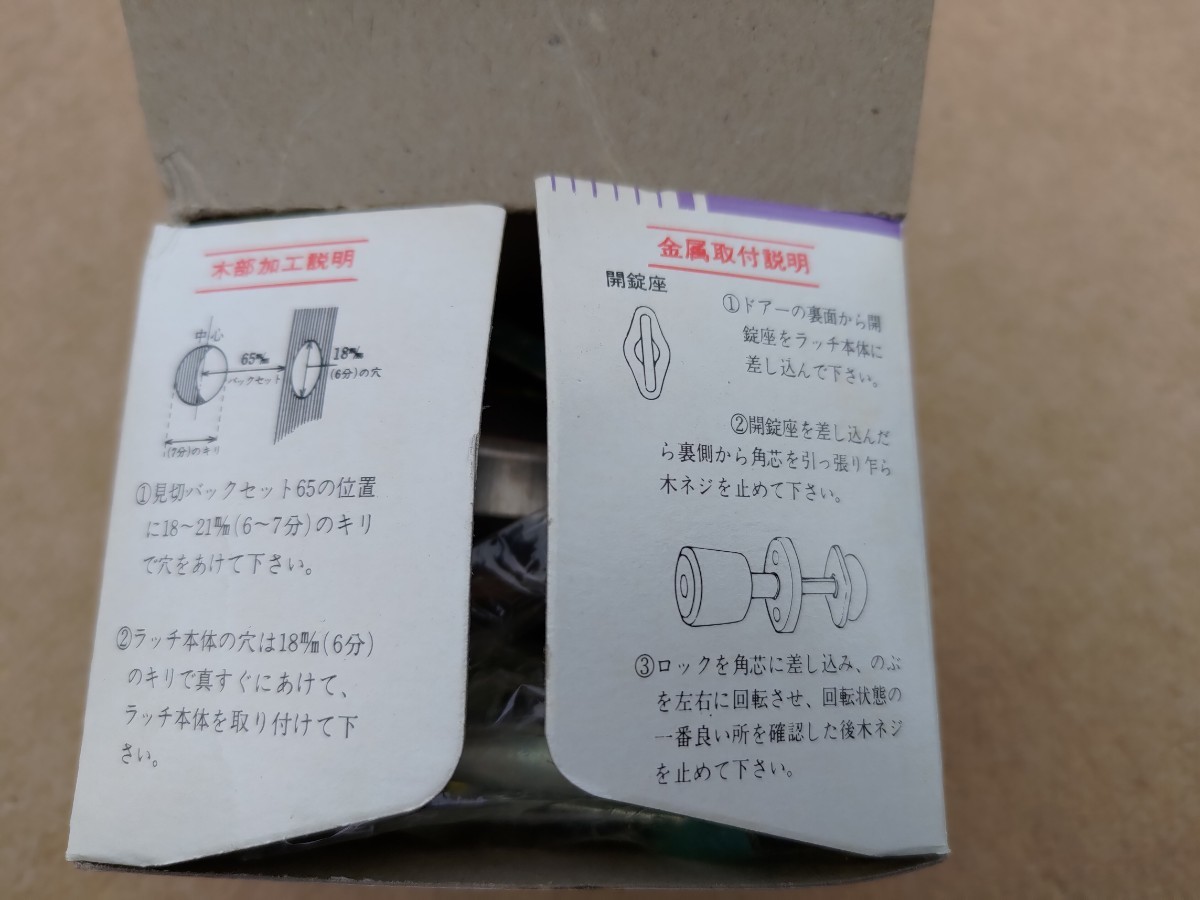 木部加工説明
中心
65㎜
バックセット
18㎜
(6分)の穴
(7分)のキリ
①見切バックセット65の位置
に18〜21㎜(6〜7分)のキリ
で穴をあけて下さい。
②ラッチ本体の穴は18㎜(6分)
のキリで真すぐにあけて、
ラッチ本体を取り付けて下
さい。
金属取付説明
開錠座
①ドアーの裏面から開
錠座をラッチ本体に
差し込んで下さい。
②開錠座を差し込んだ
ら裏側から角芯を引っ張り乍ら
木ネジを止めて下さい。
③ロックを角芯に差し込み、のぶ
を左右に回転させ、回転状態の
一番良い所を確認した後木ネジ
を止めて下さい。